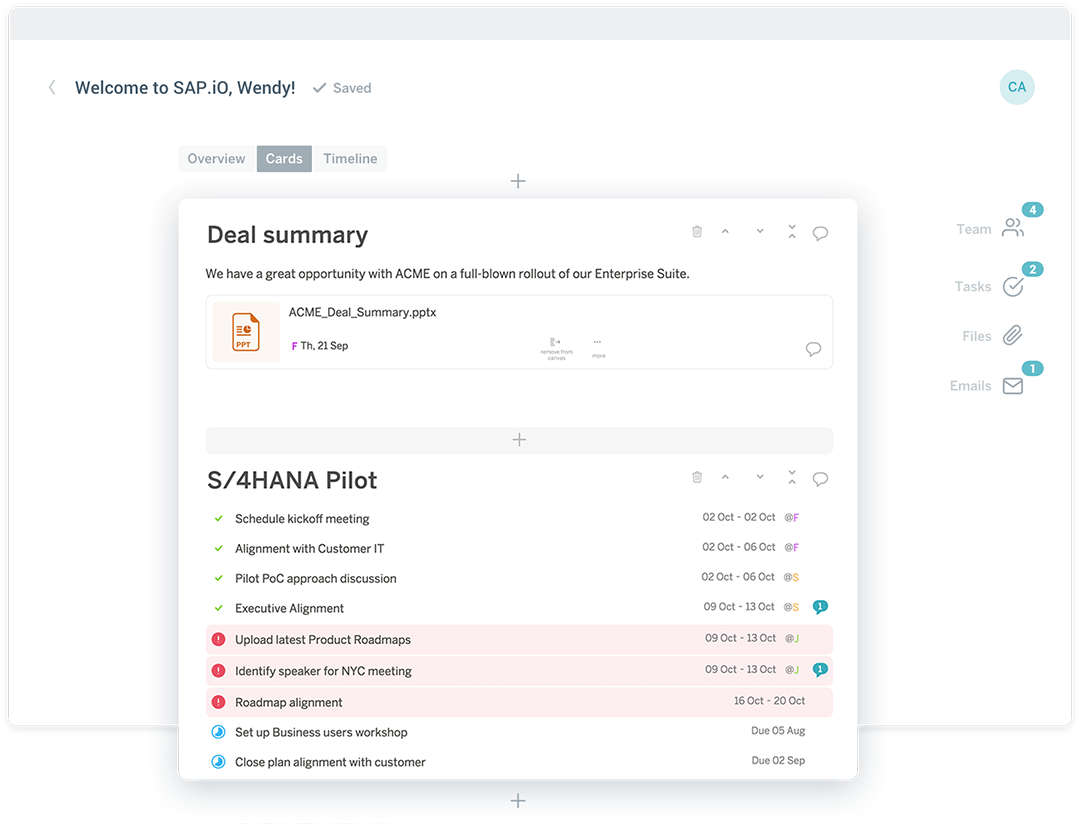 Welcome to SAP.iO, Wendy! Saved
CA
Overview Cards Timeline
Deal summary
We have a great opportunity with ACME on a full-blown rollout of our Enterprise Suite.
PPT
ACME_Deal_Summary.pptx
F Th, 21 Sep
remove from
canvas
more
S/4HANA Pilot
Schedule kickoff meeting 02 Oct - 02 Oct @F
Alignment with Customer IT 02 Oct - 06 Oct @F
Pilot PoC approach discussion 02 Oct - 06 Oct @S
Executive Alignment 09 Oct - 13 Oct @S 1
Upload latest Product Roadmaps 09 Oct - 13 Oct @J
Identify speaker for NYC meeting 09 Oct - 13 Oct @J 1
Roadmap alignment 16 Oct - 20 Oct
Set up Business users workshop Due 05 Aug
Close plan alignment with customer Due 02 Sep
Team 4
Tasks 2
Files
Emails 1